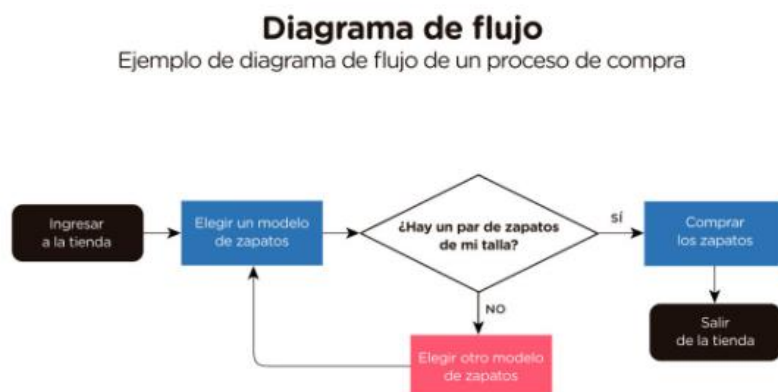 Diagrama de flujo
Ejemplo de diagrama de flujo de un proceso de compra
Ingresar
a la tienda
Elegir un modelo
de zapatos
¿Hay un par de zapatos
de mi talla?
SÍ
Comprar
los zapatos
NO
Salir
de la tienda
Elegir otro modelo
de zapatos